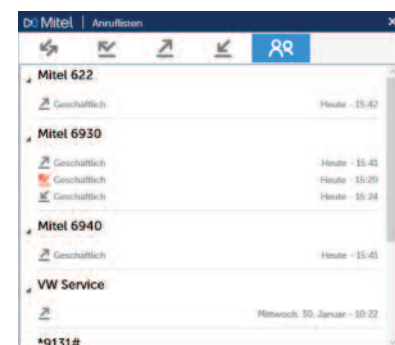 Mitel | Anruflisten
Mitel 622
Geschäftlich Heute - 15:42
Mitel 6930
Geschäftlich Heute - 15:41
Geschäftlich Heute - 15:29
Geschäftlich Heute - 15:24
Mitel 6940
Geschäftlich Heute - 15:41
VW Service
Mittwoch, 30. Januar - 10:22
*9131#